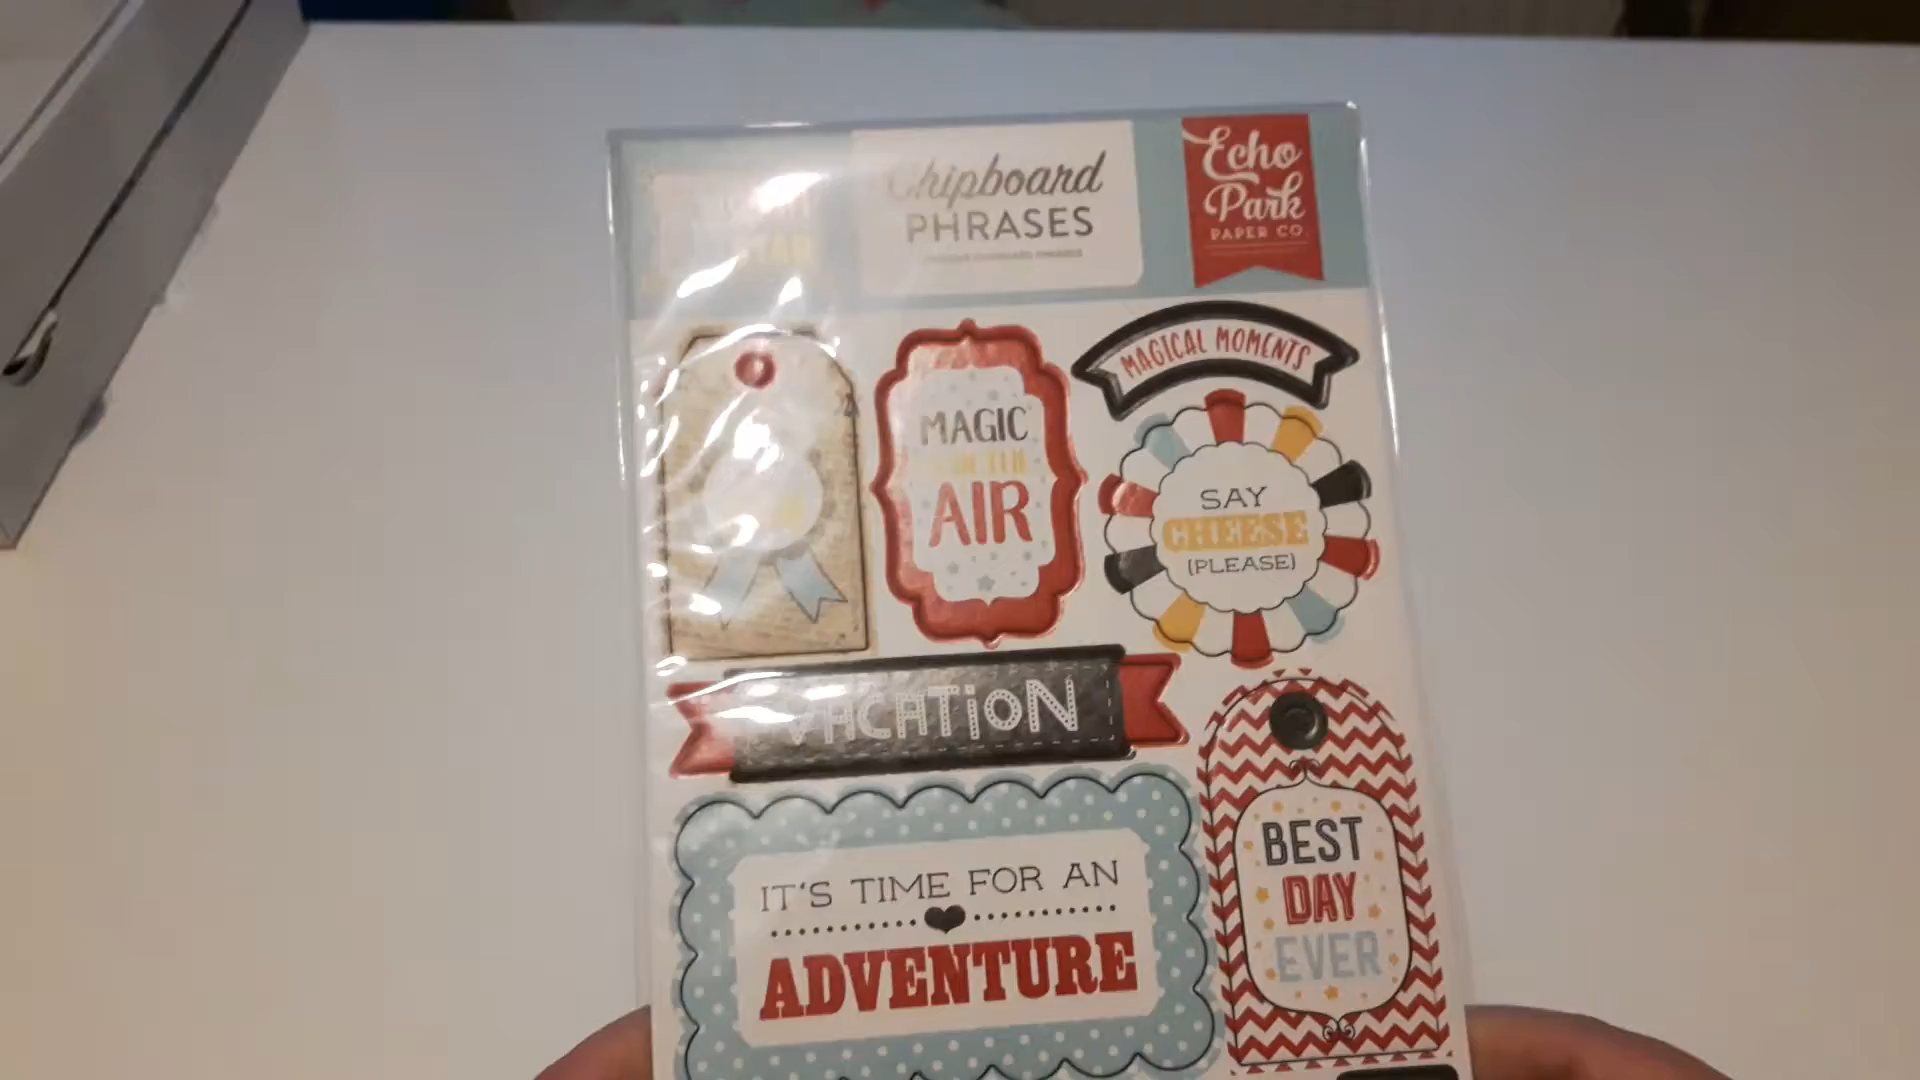 Chipboard
PHRASES
Echo
Park
PAPER CO.
MAGICAL MOMENTS
MAGIC
AIR
SAY
CHEESE
(PLEASE)
VACATiON
IT'S TIME FOR AN
ADVENTURE
BEST
DAY
EVER